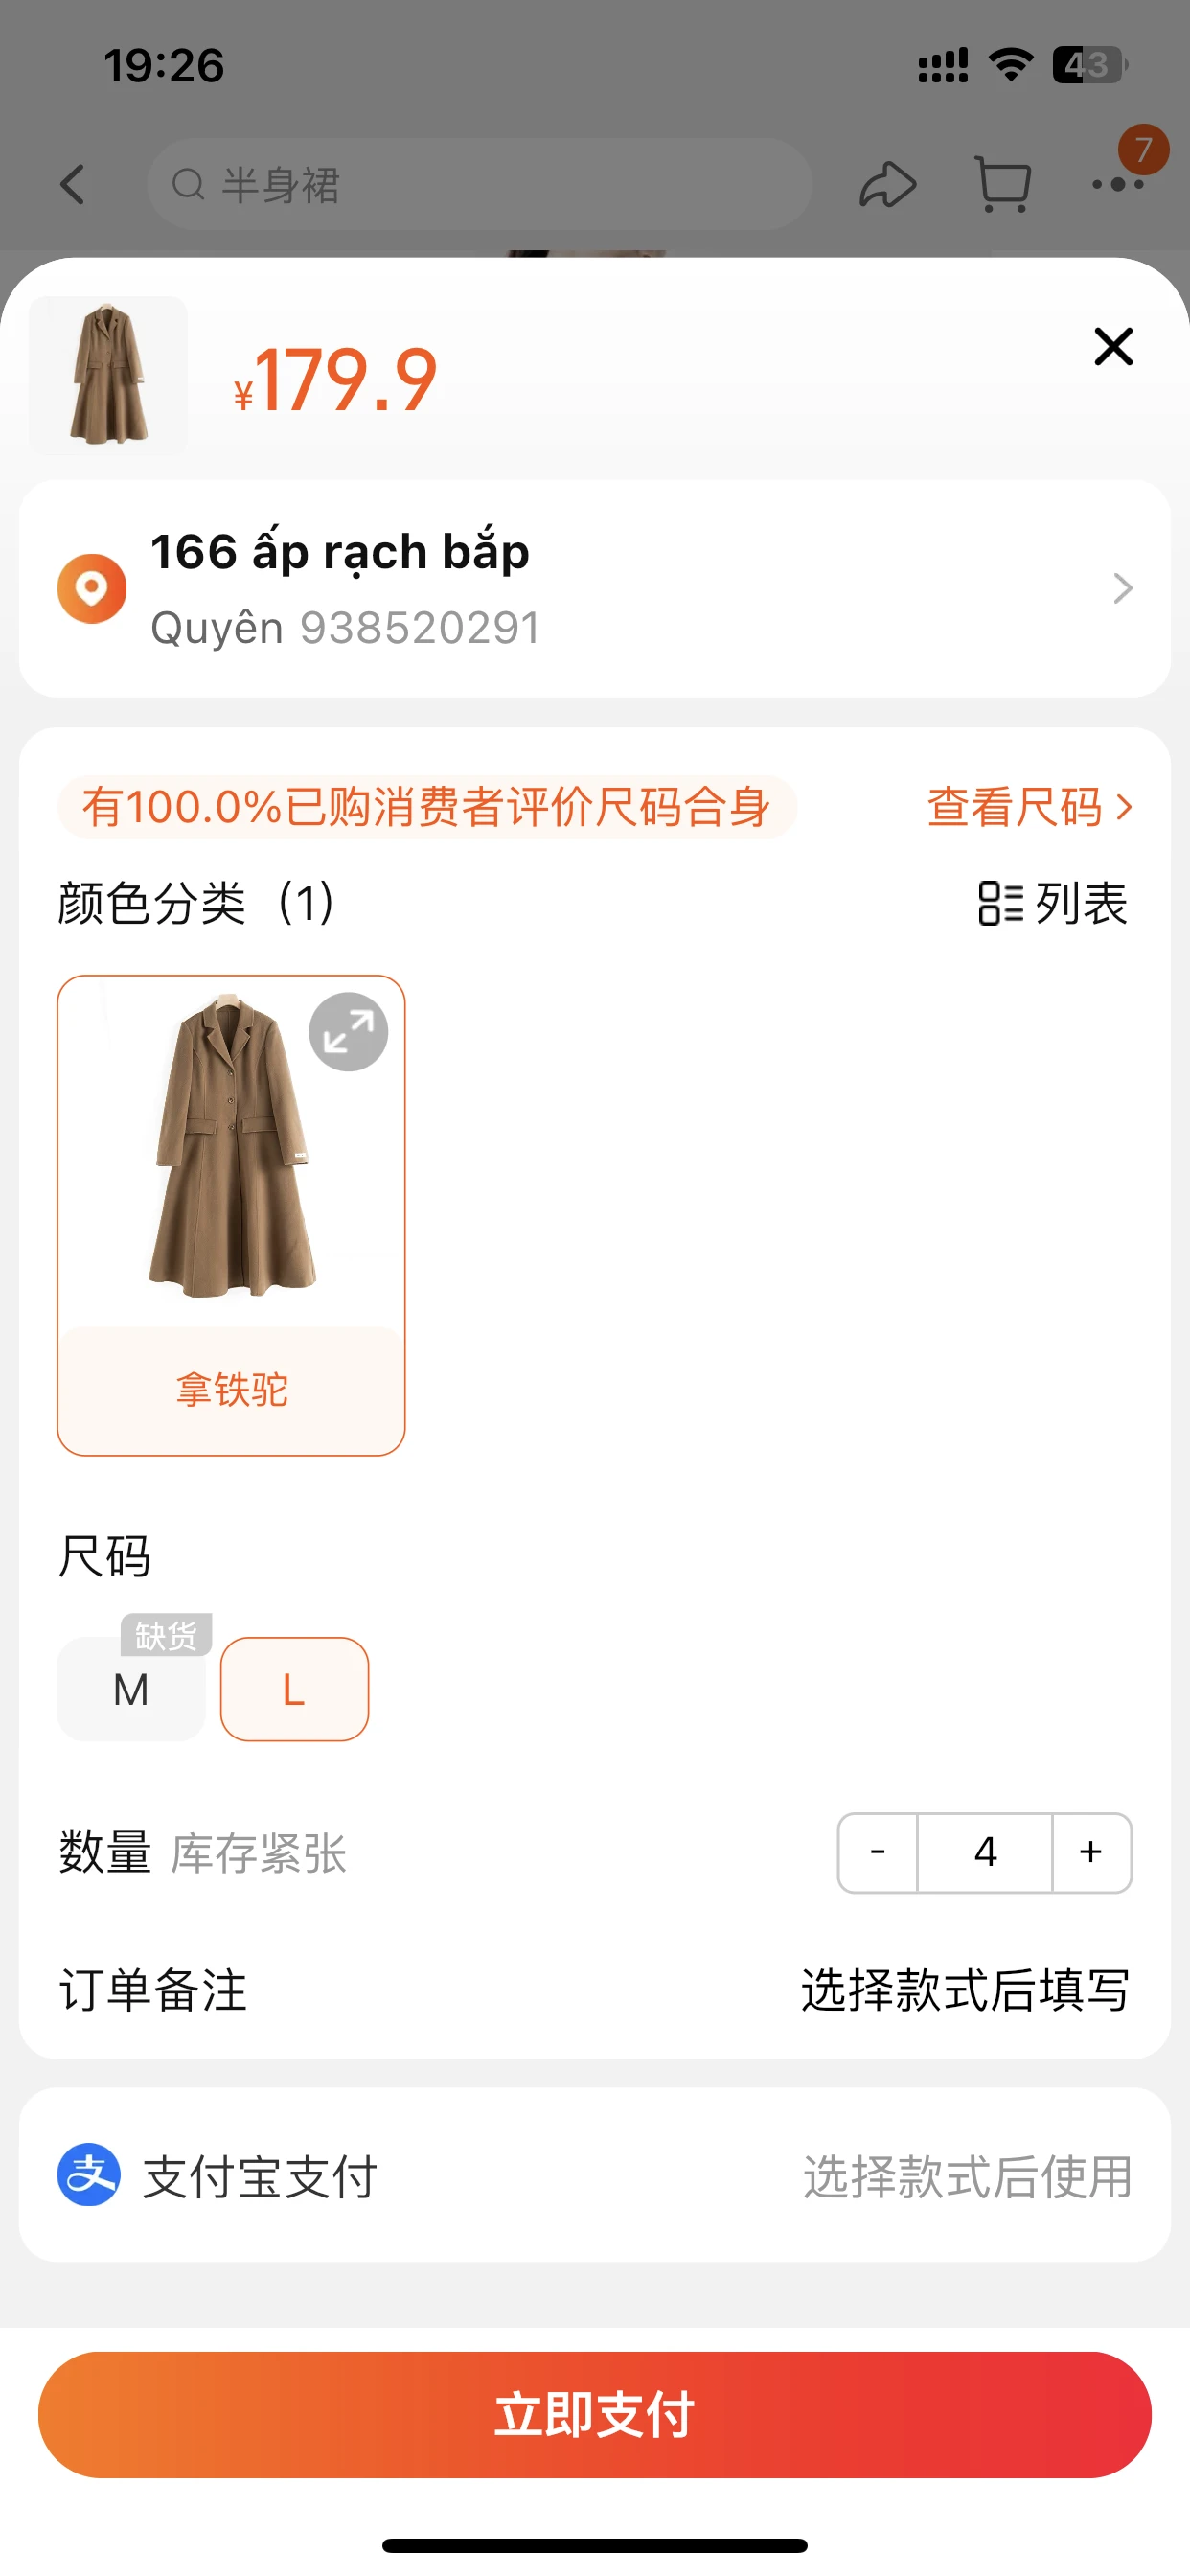 19:26
43
半身裙
7
¥179.9
166 ấp rạch bắp
Quyên 938520291
有100.0%已购消费者评价尺码合身
查看尺码
颜色分类（1）
列表
拿铁驼
尺码
缺货
M
L
数量 库存紧张
- 4 +
订单备注
选择款式后填写
支 支付宝支付
选择款式后使用
立即支付